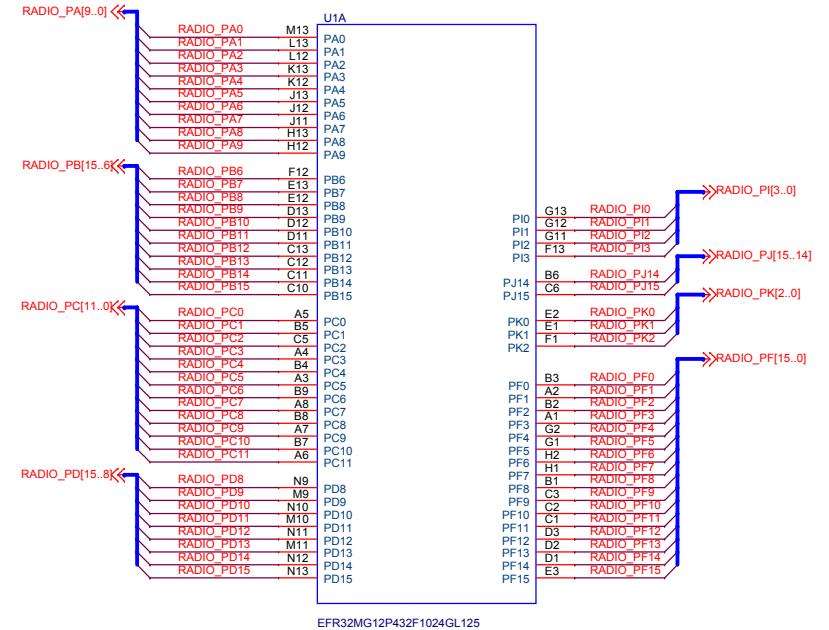 U1A
RADIO_PA[9..0]
RADIO_PA0 M13 PA0
RADIO_PA1 L13 PA1
RADIO_PA2 L12 PA2
RADIO_PA3 K13 PA3
RADIO_PA4 K12 PA4
RADIO_PA5 J13 PA5
RADIO_PA6 J12 PA6
RADIO_PA7 J11 PA7
RADIO_PA8 H13 PA8
RADIO_PA9 H12 PA9
RADIO_PB[15..6]
RADIO_PB6 F12 PB6
RADIO_PB7 E13 PB7
RADIO_PB8 E12 PB8
RADIO_PB9 D13 PB9
RADIO_PB10 D12 PB10
RADIO_PB11 D11 PB11
RADIO_PB12 C13 PB12
RADIO_PB13 C12 PB13
RADIO_PB14 C11 PB14
RADIO_PB15 C10 PB15
RADIO_PC[11..0]
RADIO_PC0 A5 PC0
RADIO_PC1 B5 PC1
RADIO_PC2 C5 PC2
RADIO_PC3 A4 PC3
RADIO_PC4 B4 PC4
RADIO_PC5 A3 PC5
RADIO_PC6 B9 PC6
RADIO_PC7 A8 PC7
RADIO_PC8 B8 PC8
RADIO_PC9 A7 PC9
RADIO_PC10 B7 PC10
RADIO_PC11 A6 PC11
RADIO_PD[15..8]
RADIO_PD8 N9 PD8
RADIO_PD9 M9 PD9
RADIO_PD10 N10 PD10
RADIO_PD11 M10 PD11
RADIO_PD12 N11 PD12
RADIO_PD13 M11 PD13
RADIO_PD14 N12 PD14
RADIO_PD15 N13 PD15
RADIO_PI[3..0]
PI0 G13 RADIO_PI0
PI1 G12 RADIO_PI1
PI2 G11 RADIO_PI2
PI3 F13 RADIO_PI3
RADIO_PJ[15..14]
PJ14 B6 RADIO_PJ14
PJ15 C6 RADIO_PJ15
RADIO_PK[2..0]
PK0 E2 RADIO_PK0
PK1 E1 RADIO_PK1
PK2 F1 RADIO_PK2
RADIO_PF[15..0]
PF0 B3 RADIO_PF0
PF1 A2 RADIO_PF1
PF2 B2 RADIO_PF2
PF3 A1 RADIO_PF3
PF4 G2 RADIO_PF4
PF5 G1 RADIO_PF5
PF6 H2 RADIO_PF6
PF7 H1 RADIO_PF7
PF8 B1 RADIO_PF8
PF9 C3 RADIO_PF9
PF10 C2 RADIO_PF10
PF11 C1 RADIO_PF11
PF12 D3 RADIO_PF12
PF13 D2 RADIO_PF13
PF14 D1 RADIO_PF14
PF15 E3 RADIO_PF15
EFR32MG12P432F1024GL125